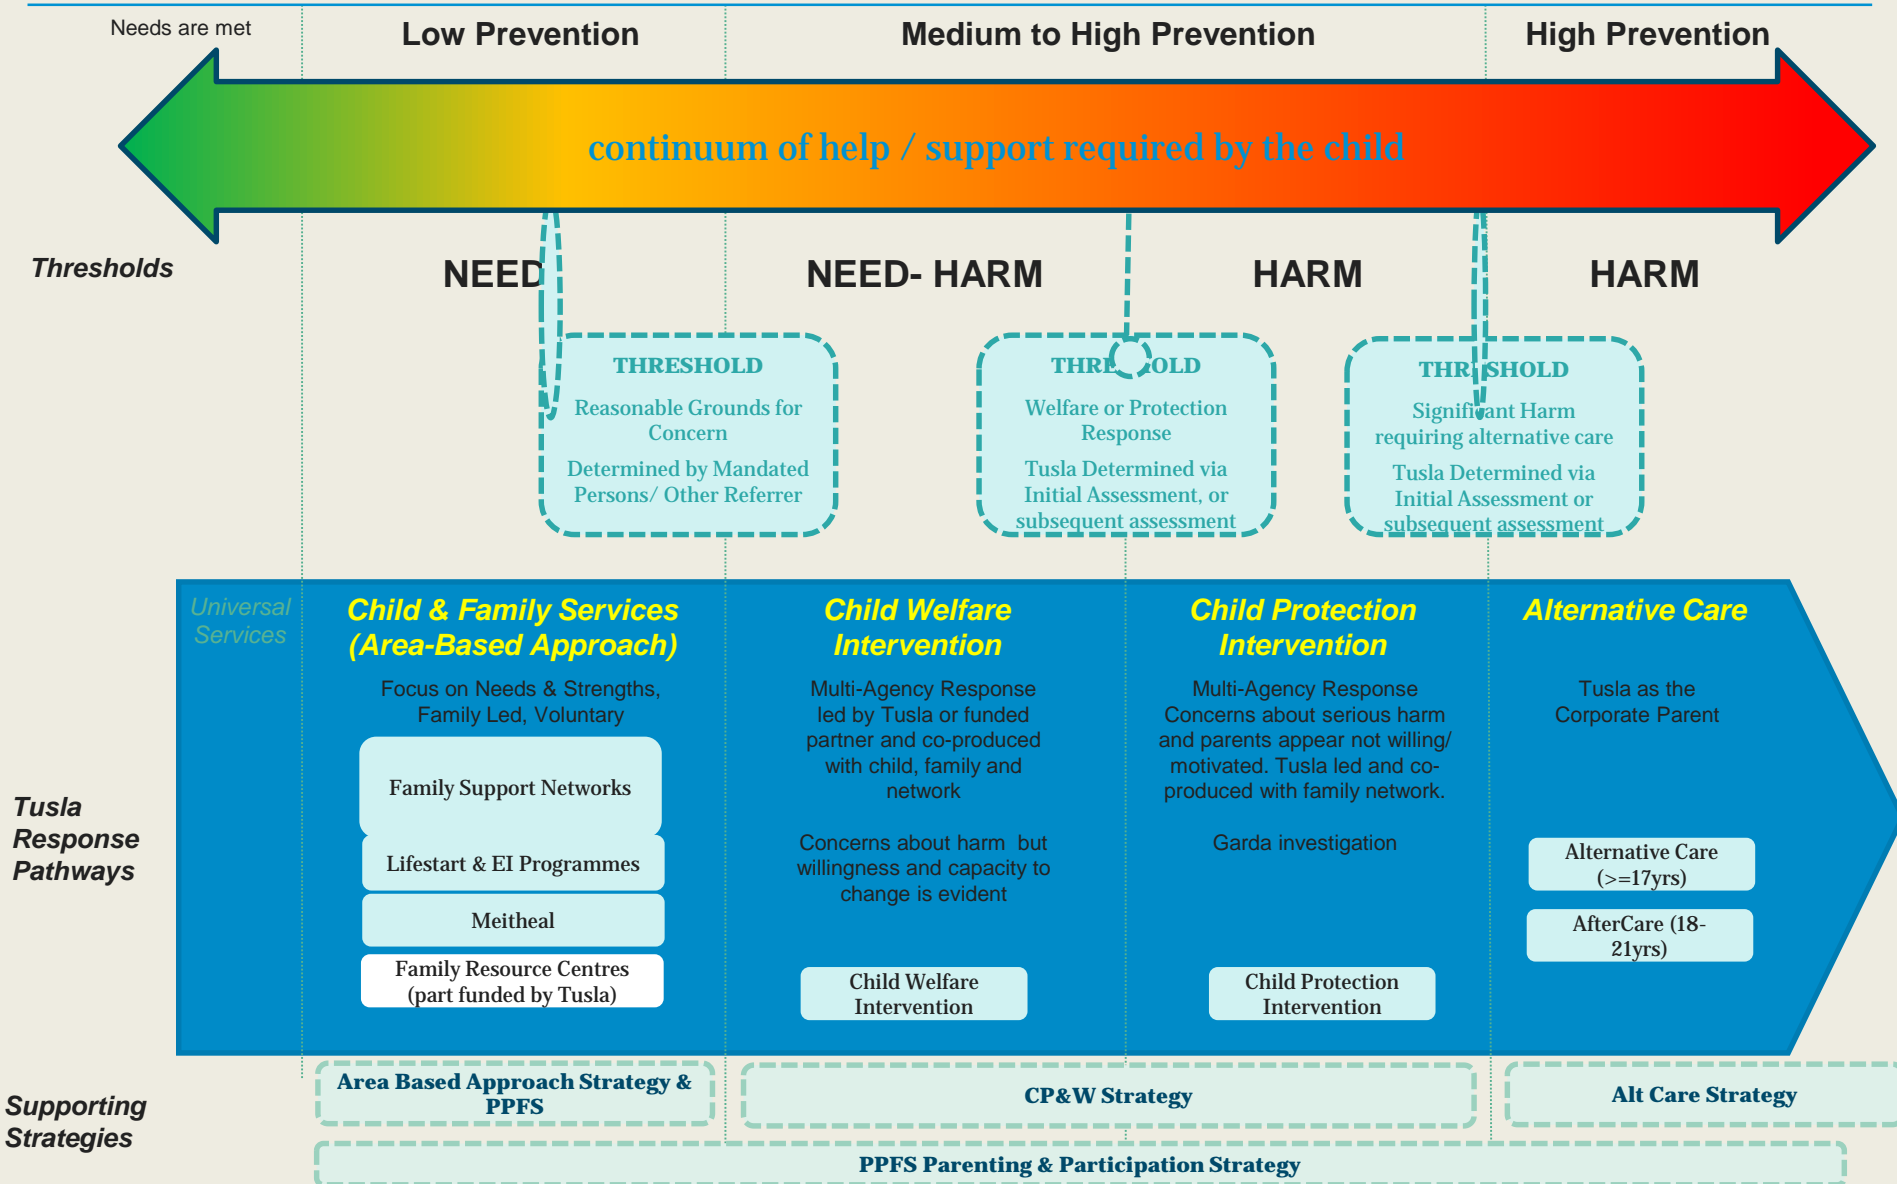 Needs are met
Low Prevention
Medium to High Prevention
High Prevention
continuum of help / support required by the child
Thresholds
NEED
NEED- HARM
HARM
HARM
THRESHOLD
Reasonable Grounds for
Concern
Determined by Mandated
Persons/ Other Referrer
THRESHOLD
Welfare or Protection
Response
Tusla Determined via
Initial Assessment, or
subsequent assessment
THRESHOLD
Significant Harm
requiring alternative care
Tusla Determined via
Initial Assessment or
subsequent assessment
Tusla
Response
Pathways
Universal
Services
Child & Family Services
(Area-Based Approach)
Focus on Needs & Strengths,
Family Led, Voluntary
Family Support Networks
Lifestart & EI Programmes
Meitheal
Family Resource Centres
(part funded by Tusla)
Child Welfare
Intervention
Multi-Agency Response
led by Tusla or funded
partner and co-produced
with child, family and
network
Concerns about harm  but
willingness and capacity to
change is evident
Child Welfare
Intervention
Child Protection
Intervention
Multi-Agency Response
Concerns about serious harm
and parents appear not willing/
motivated. Tusla led and co-
produced with family network.
Garda investigation
Child Protection
Intervention
Alternative Care
Tusla as the
Corporate Parent
Alternative Care
(>=17yrs)
AfterCare (18-
21yrs)
Supporting
Strategies
Area Based Approach Strategy &
PPFS
CP&W Strategy
Alt Care Strategy
PPFS Parenting & Participation Strategy